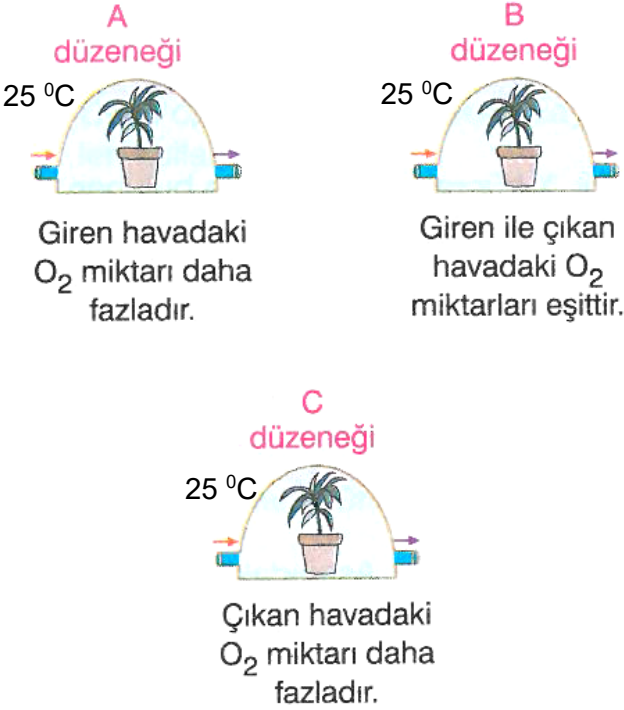 A
düzeneği
25 ⁰C
Giren havadaki
O₂ miktarı daha
fazladır.
B
düzeneği
25 ⁰C
Giren ile çıkan
havadaki O₂
miktarları eşittir.
C
düzeneği
25 ⁰C
Çıkan havadaki
O₂ miktarı daha
fazladır.